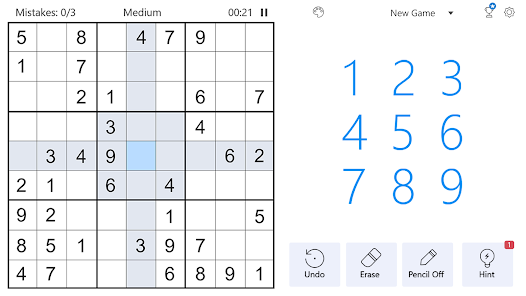 Mistakes: 0/3 Medium 00:21 New Game
5 8 4 7 9
1 7
2 1 6 7
3 4
3 4 9 6 2
2 1 6 4
9 2 1 5
8 5 1 3 9 7
4 7 6 8 9 1
1 2 3
4 5 6
7 8 9
1
Undo Erase Pencil Off Hint